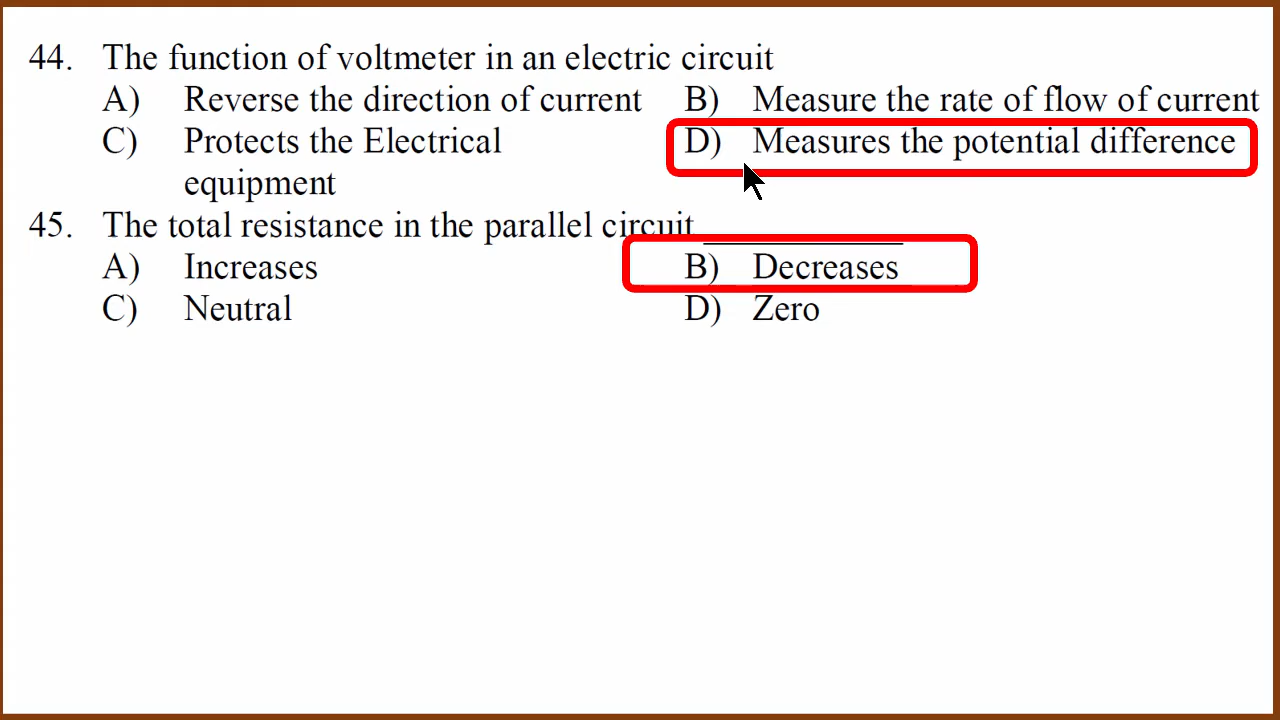 44. The function of voltmeter in an electric circuit
A) Reverse the direction of current B) Measure the rate of flow of current
C) Protects the Electrical equipment D) Measures the potential difference
45. The total resistance in the parallel circuit __________
A) Increases B) Decreases
C) Neutral D) Zero